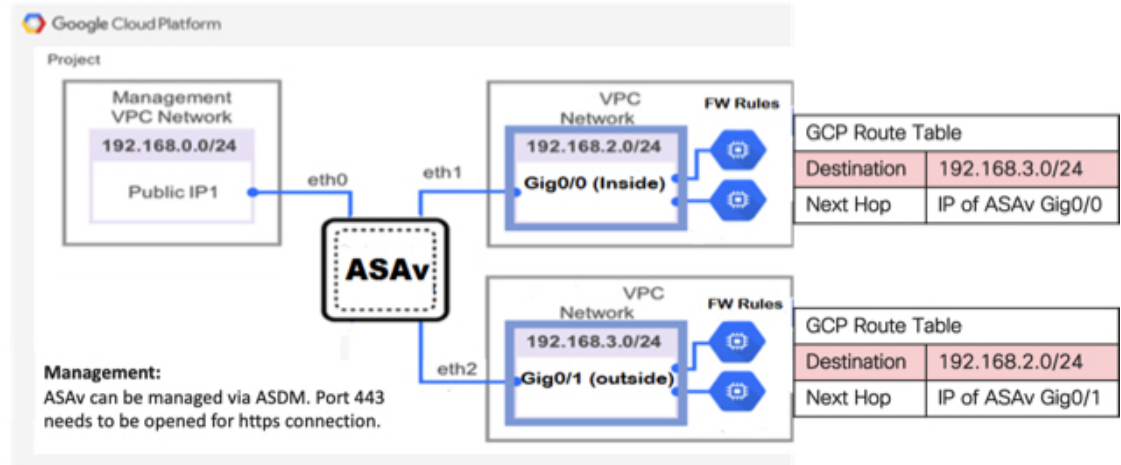 Google Cloud Platform
Project
Management
VPC Network
192.168.0.0/24
Public IP1
eth0
eth1
ASAv
eth2
VPC
Network
FW Rules
192.168.2.0/24
Gig0/0 (Inside)
GCP Route Table
Destination 192.168.3.0/24
Next Hop IP of ASAv Gig0/0
VPC
Network
FW Rules
192.168.3.0/24
Gig0/1 (outside)
GCP Route Table
Destination 192.168.2.0/24
Next Hop IP of ASAv Gig0/1
Management:
ASAv can be managed via ASDM. Port 443
needs to be opened for https connection.